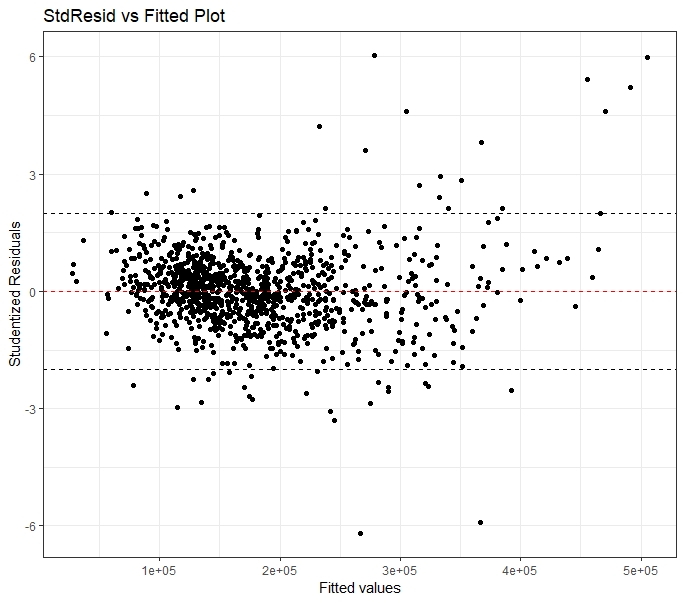 StdResid vs Fitted Plot
6
3
0
-3
-6
Studentized Residuals
1e+05
2e+05
3e+05
4e+05
5e+05
Fitted values